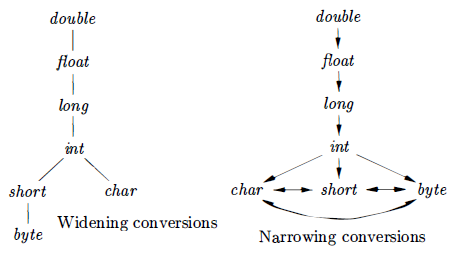 double
float
long
int
short char
byte
Widening conversions
double
float
long
int
char short byte
Narrowing conversions